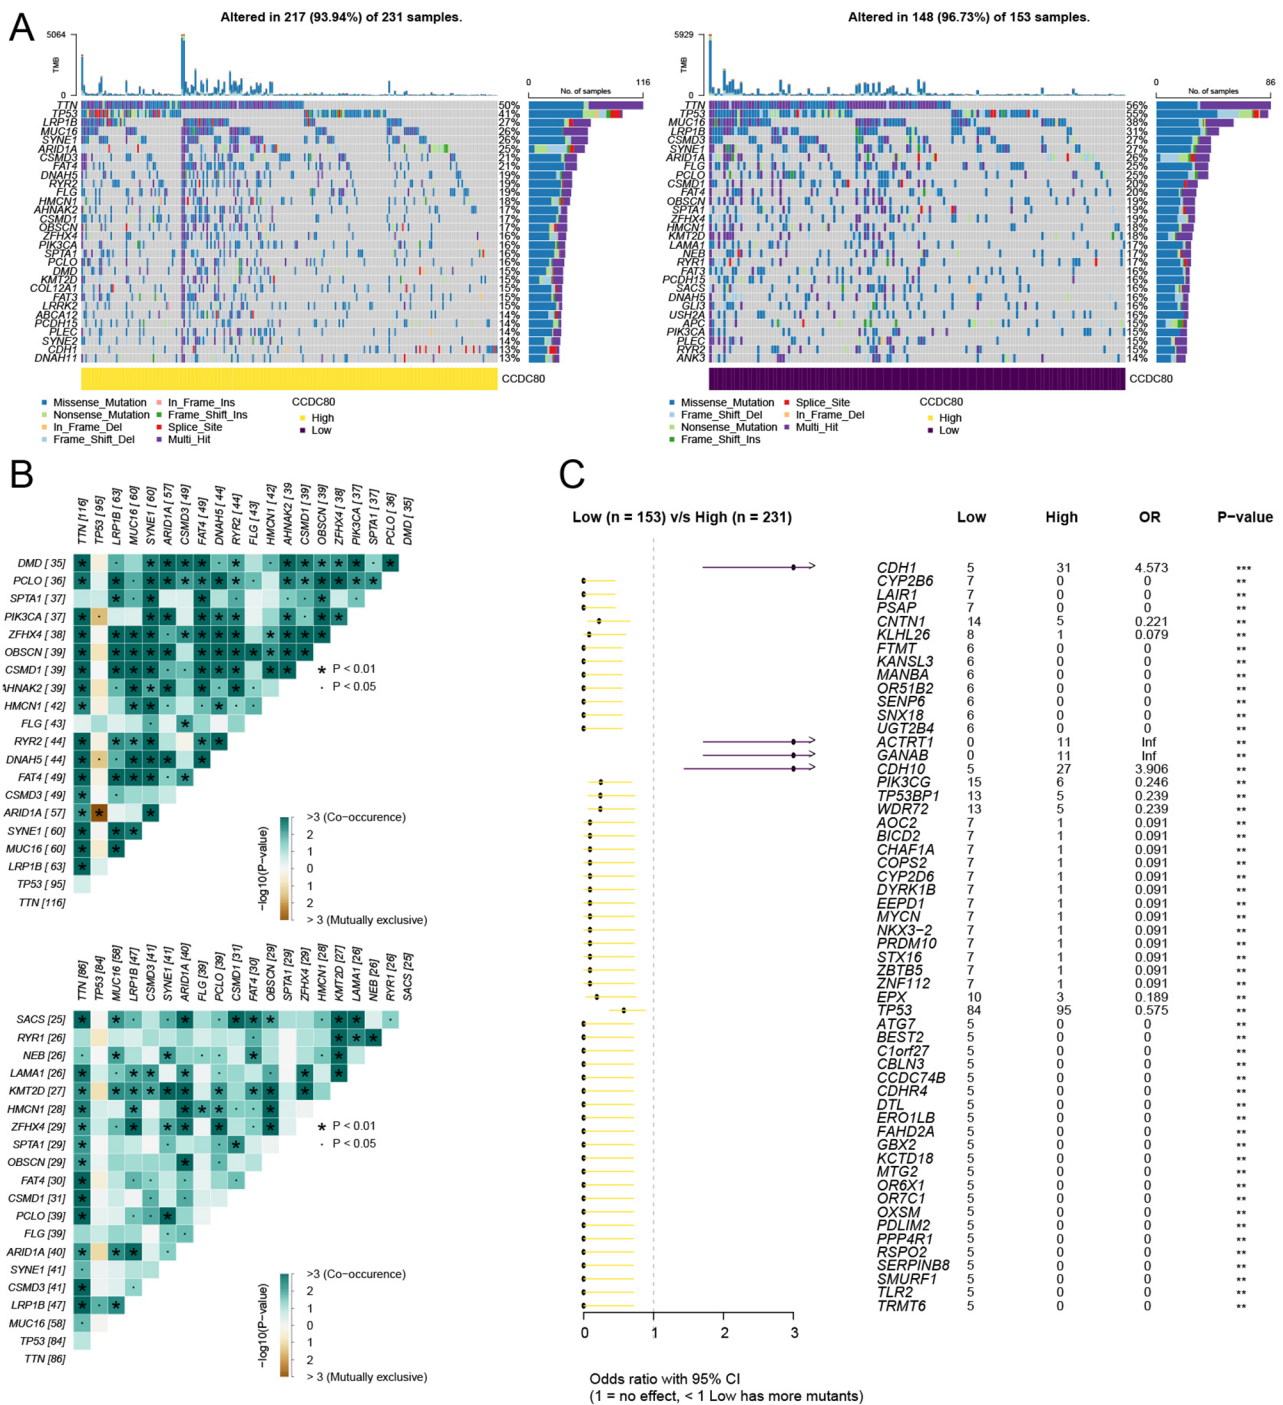 A
Altered in 217 (93.94%) of 231 samples.
5064
TMB
0
0 116
No. of samples
TTN 50%
TP53 41%
LRP1B 27%
MUC16 26%
SYNE1 26%
ARID1A 25%
CSMD3 21%
FAT4 21%
DNAH5 19%
RYR2 19%
FLG 19%
HMCN1 18%
AHNAK2 17%
CSMD1 17%
OBSCN 17%
ZFHX4 16%
PIK3CA 16%
SPTA1 16%
PCLO 16%
DMD 15%
KMT2D 15%
COL12A1 15%
FAT3 15%
LRRK2 15%
ABCA12 14%
PCDH15 14%
PLEC 14%
SYNE2 14%
CDH1 13%
DNAH11 13%
CCDC80
Missense_Mutation
Nonsense_Mutation
In_Frame_Del
Frame_Shift_Del
In_Frame_Ins
Frame_Shift_Ins
Splice_Site
Multi_Hit
CCDC80
High
Low
Altered in 148 (96.73%) of 153 samples.
5929
TMB
0
0 86
No. of samples
TTN 56%
TP53 55%
MUC16 38%
LRP1B 31%
CSMD3 27%
SYNE1 27%
ARID1A 26%
FLG 25%
PCLO 25%
CSMD1 20%
FAT4 20%
OBSCN 19%
SPTA1 19%
ZFHX4 19%
HMCN1 18%
KMT2D 18%
LAMA1 17%
NEB 17%
RYR1 17%
FAT3 16%
PCDH15 16%
SACS 16%
DNAH5 16%
GLI3 16%
USH2A 16%
APC 15%
PIK3CA 15%
PLEC 15%
RYR2 15%
ANK3 14%
CCDC80
Missense_Mutation
Frame_Shift_Del
Nonsense_Mutation
Frame_Shift_Ins
Splice_Site
In_Frame_Del
Multi_Hit
CCDC80
High
Low
B
TTN [116]
TP53 [95]
LRP1B [ 63]
MUC16 [ 60]
SYNE1 [ 60]
ARID1A [ 57]
CSMD3 [ 49]
FAT4 [ 49]
DNAH5 [ 44]
RYR2 [ 44]
FLG [ 43]
HMCN1 [ 42]
AHNAK2 [ 39
CSMD1 [ 39]
OBSCN [ 39]
ZFHX4 [ 38]
PIK3CA [ 37]
SPTA1 [ 37]
PCLO [ 36]
DMD [ 35]
DMD [ 35]
PCLO [ 36]
SPTA1 [ 37]
PIK3CA [ 37]
ZFHX4 [ 38]
OBSCN [ 39]
CSMD1 [ 39]
AHNAK2 [ 39]
HMCN1 [ 42]
FLG [ 43]
RYR2 [ 44]
DNAH5 [ 44]
FAT4 [ 49]
CSMD3 [ 49]
ARID1A [ 57]
SYNE1 [ 60]
MUC16 [ 60]
LRP1B [ 63]
TP53 [ 95]
TTN [116]
* P < 0.01
· P < 0.05
−log10(P−value)
>3 (Co−occurence)
2
1
0
1
2
> 3 (Mutually exclusive)
TTN [86]
TP53 [84]
MUC16 [58]
LRP1B [47]
CSMD3 [41]
SYNE1 [41]
ARID1A [40]
FLG [39]
PCLO [39]
CSMD1 [31]
FAT4 [30]
OBSCN [29]
SPTA1 [29]
ZFHX4 [29]
HMCN1 [28]
KMT2D [27]
LAMA1 [26]
NEB [26]
RYR1 [26]
SACS [25]
SACS [25]
RYR1 [26]
NEB [26]
LAMA1 [26]
KMT2D [27]
HMCN1 [28]
ZFHX4 [29]
SPTA1 [29]
OBSCN [29]
FAT4 [30]
CSMD1 [31]
PCLO [39]
FLG [39]
ARID1A [40]
SYNE1 [41]
CSMD3 [41]
LRP1B [47]
MUC16 [58]
TP53 [84]
TTN [86]
* P < 0.01
· P < 0.05
−log10(P−value)
>3 (Co−occurence)
2
1
0
1
2
> 3 (Mutually exclusive)
C
Low (n = 153) v/s High (n = 231) Low High OR P−value
CDH1 5 31 4.573 ***
CYP2B6 7 0 0 **
LAIR1 7 0 0 **
PSAP 7 0 0 **
CNTN1 14 5 0.221 **
KLHL26 8 1 0.079 **
FTMT 6 0 0 **
KANSL3 6 0 0 **
MANBA 6 0 0 **
OR51B2 6 0 0 **
SENP6 6 0 0 **
SNX18 6 0 0 **
UGT2B4 6 0 0 **
ACTRT1 0 11 Inf **
GANAB 0 11 Inf **
CDH10 5 27 3.906 **
PIK3CG 15 6 0.246 **
TP53BP1 13 5 0.239 **
WDR72 13 5 0.239 **
AOC2 7 1 0.091 **
BICD2 7 1 0.091 **
CHAF1A 7 1 0.091 **
COPS2 7 1 0.091 **
CYP2D6 7 1 0.091 **
DYRK1B 7 1 0.091 **
EEPD1 7 1 0.091 **
MYCN 7 1 0.091 **
NKX3−2 7 1 0.091 **
PRDM10 7 1 0.091 **
STX16 7 1 0.091 **
ZBTB5 7 1 0.091 **
ZNF112 7 1 0.091 **
EPX 10 3 0.189 **
TP53 84 95 0.575 **
ATG7 5 0 0 **
BEST2 5 0 0 **
C1orf27 5 0 0 **
CBLN3 5 0 0 **
CCDC74B 5 0 0 **
CDHR4 5 0 0 **
DTL 5 0 0 **
ERO1LB 5 0 0 **
FAHD2A 5 0 0 **
GBX2 5 0 0 **
KCTD18 5 0 0 **
MTG2 5 0 0 **
OR6X1 5 0 0 **
OR7C1 5 0 0 **
OXSM 5 0 0 **
PDLIM2 5 0 0 **
PPP4R1 5 0 0 **
RSPO2 5 0 0 **
SERPINB8 5 0 0 **
SMURF1 5 0 0 **
TLR2 5 0 0 **
TRMT6 5 0 0 **
0 1 2 3
Odds ratio with 95% CI
(1 = no effect, < 1 Low has more mutants)